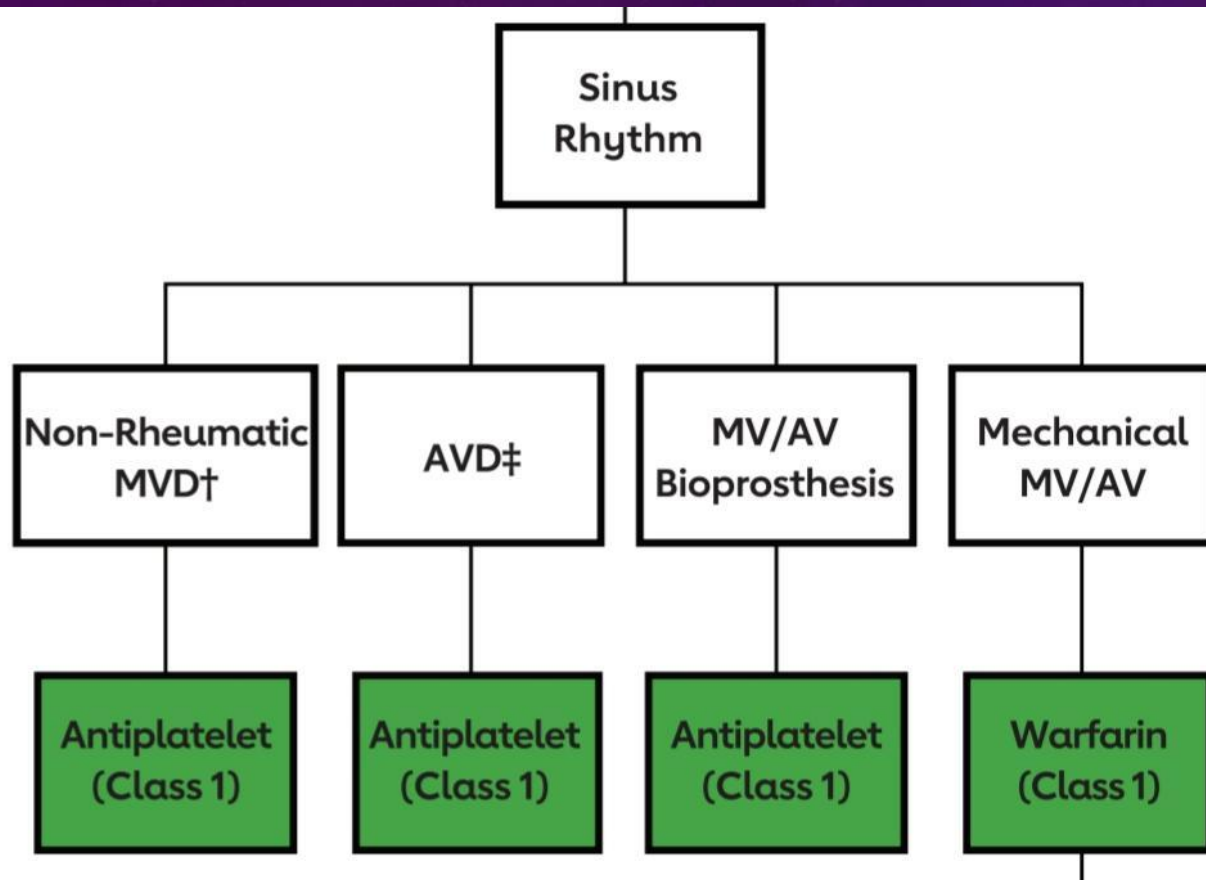 Sinus
Rhythm
Non-Rheumatic
MVD†
AVD‡
MV/AV
Bioprosthesis
Mechanical
MV/AV
Antiplatelet
(Class 1)
Antiplatelet
(Class 1)
Antiplatelet
(Class 1)
Warfarin
(Class 1)